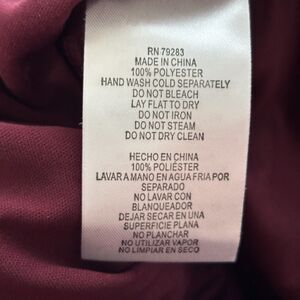 RN 79283
MADE IN CHINA
100% POLYESTER
HAND WASH COLD SEPARATELY
DO NOT BLEACH
LAY FLAT TO DRY
DO NOT IRON
DO NOT STEAM
DO NOT DRY CLEAN
HECHO EN CHINA
100% POLIÉSTER
LAVAR A MANO EN AGUA FRIA POR
SEPARADO
NO LAVAR CON
BLANQUEADOR
DEJAR SECAR EN UNA
SUPERFICIE PLANA
NO PLANCHAR
NO UTILIZAR VAPOR
NO LIMPIAR EN SECO